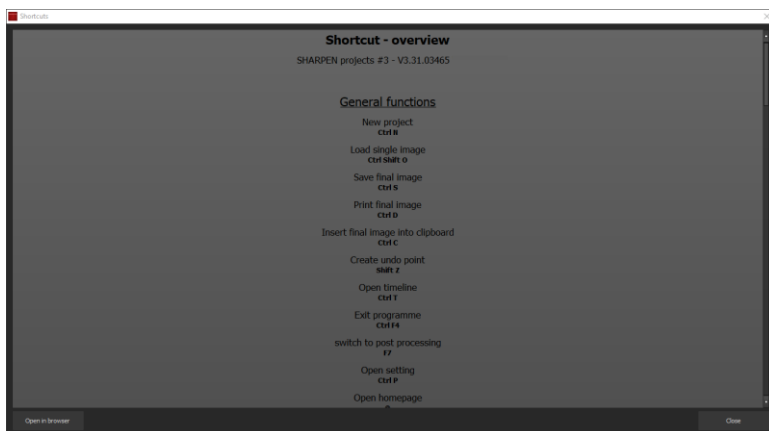 Shortcuts
Shortcut - overview
SHARPEN projects #3 - V3.31.03465
General functions
New project
Ctrl N
Load single image
Ctrl Shift O
Save final image
Ctrl S
Print final image
Ctrl D
Insert final image into clipboard
Ctrl C
Create undo point
Shift Z
Open timeline
Ctrl T
Exit programme
Ctrl F4
switch to post processing
F7
Open setting
Ctrl P
Open homepage
Open in browser
Close